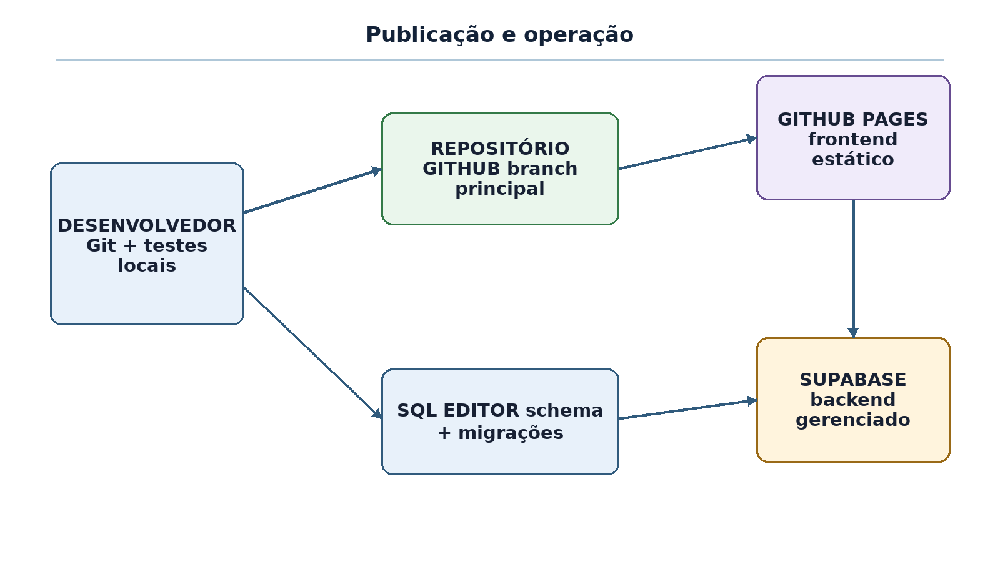 Publicação e operação
DESENVOLVEDOR
Git + testes
locais
REPOSITÓRIO
GITHUB branch
principal
GITHUB PAGES
frontend
estático
SQL EDITOR schema
+ migrações
SUPABASE
backend
gerenciado